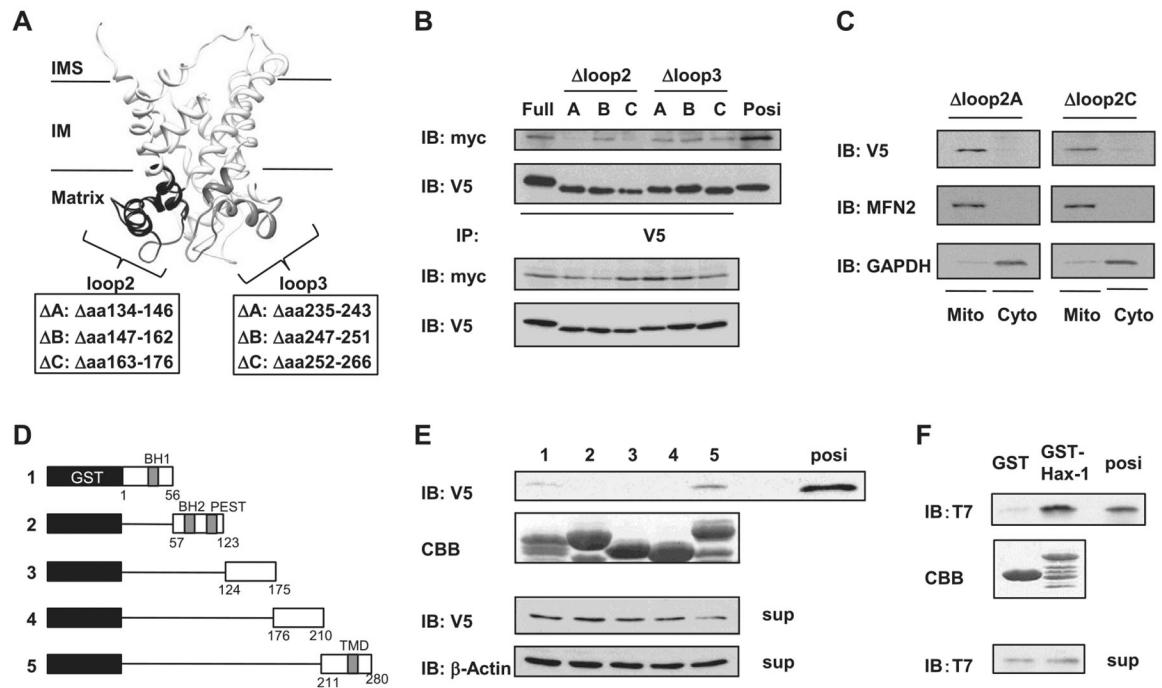 A
IMS
IM
Matrix
loop2
loop3
ΔA: Δaa134-146
ΔB: Δaa147-162
ΔC: Δaa163-176
ΔA: Δaa235-243
ΔB: Δaa247-251
ΔC: Δaa252-266
B
Δloop2 Δloop3
Full A B C A B C Posi
IB: myc
IB: V5
IP: V5
IB: myc
IB: V5
C
Δloop2A Δloop2C
IB: V5
IB: MFN2
IB: GAPDH
Mito Cyto Mito Cyto
D
1 GST BH1
1 56
2 BH2 PEST
57 123
3
124 175
4
176 210
5 TMD
211 280
E
1 2 3 4 5 posi
IB: V5
CBB
IB: V5 sup
IB: β-Actin sup
F
GST GST-Hax-1 posi
IB:T7
CBB
IB:T7 sup